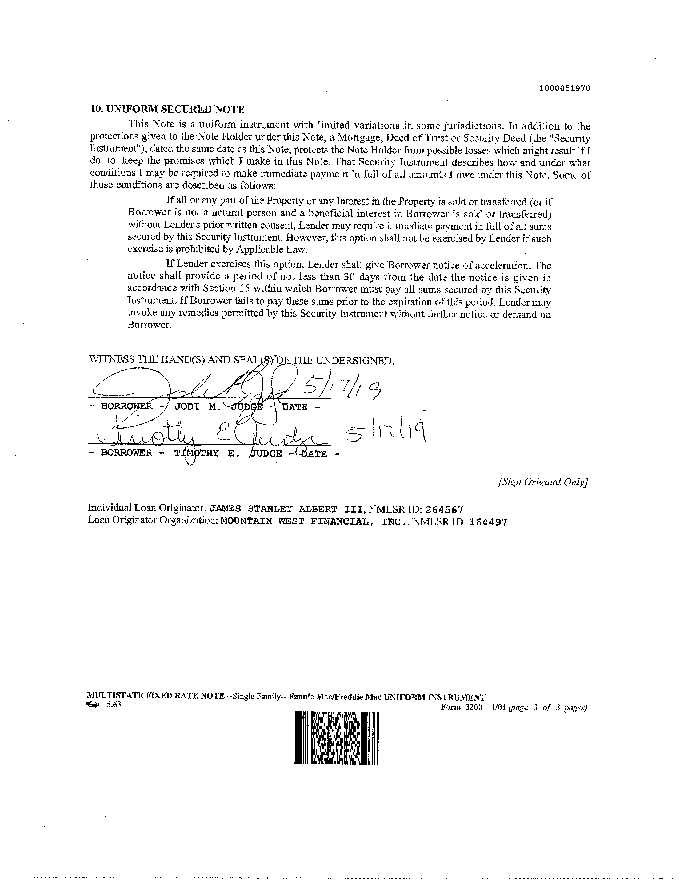 1000451970
10. UNIFORM SECURED NOTE
This Note is a uniform instrument with limited variations in some jurisdictions. In addition to the
protections given to the Note Holder under this Note, a Mortgage, Deed of Trust or Security Deed (the "Security
Instrument"), dated the same date as this Note, protects the Note Holder from possible losses which might result if I
do not keep the promises which I make in this Note. That Security Instrument describes how and under what
conditions I may be required to make immediate payment in full of all amounts I owe under this Note. Some of
those conditions are described as follows:
If all or any part of the Property or any Interest in the Property is sold or transferred (or if
Borrower is not a natural person and a beneficial interest in Borrower is sold or transferred)
without Lender's prior written consent, Lender may require immediate payment in full of all sums
secured by this Security Instrument. However, this option shall not be exercised by Lender if such
exercise is prohibited by Applicable Law.
If Lender exercises this option, Lender shall give Borrower notice of acceleration. The
notice shall provide a period of not less than 30 days from the date the notice is given in
accordance with Section 15 within which Borrower must pay all sums secured by this Security
Instrument. If Borrower fails to pay these sums prior to the expiration of this period, Lender may
invoke any remedies permitted by this Security Instrument without further notice or demand on
Borrower.
WITNESS THE HAND(S) AND SEAL(S) OF THE UNDERSIGNED.
5/17/19
- BORROWER - JODI M. JUDGE - DATE -
Timothy E Judge 5/17/19
- BORROWER - TIMOTHY E. JUDGE - DATE -
[Sign Original Only]
Individual Loan Originator: JAMES STANLEY ALBERT III, NMLSR ID: 264567
Loan Originator Organization: MOUNTAIN WEST FINANCIAL, INC., NMLSR ID 164497
MULTISTATE FIXED RATE NOTE--Single Family-- Fannie Mae/Freddie Mac UNIFORM INSTRUMENT
Form 3200 1/01 (page 3 of 3 pages)